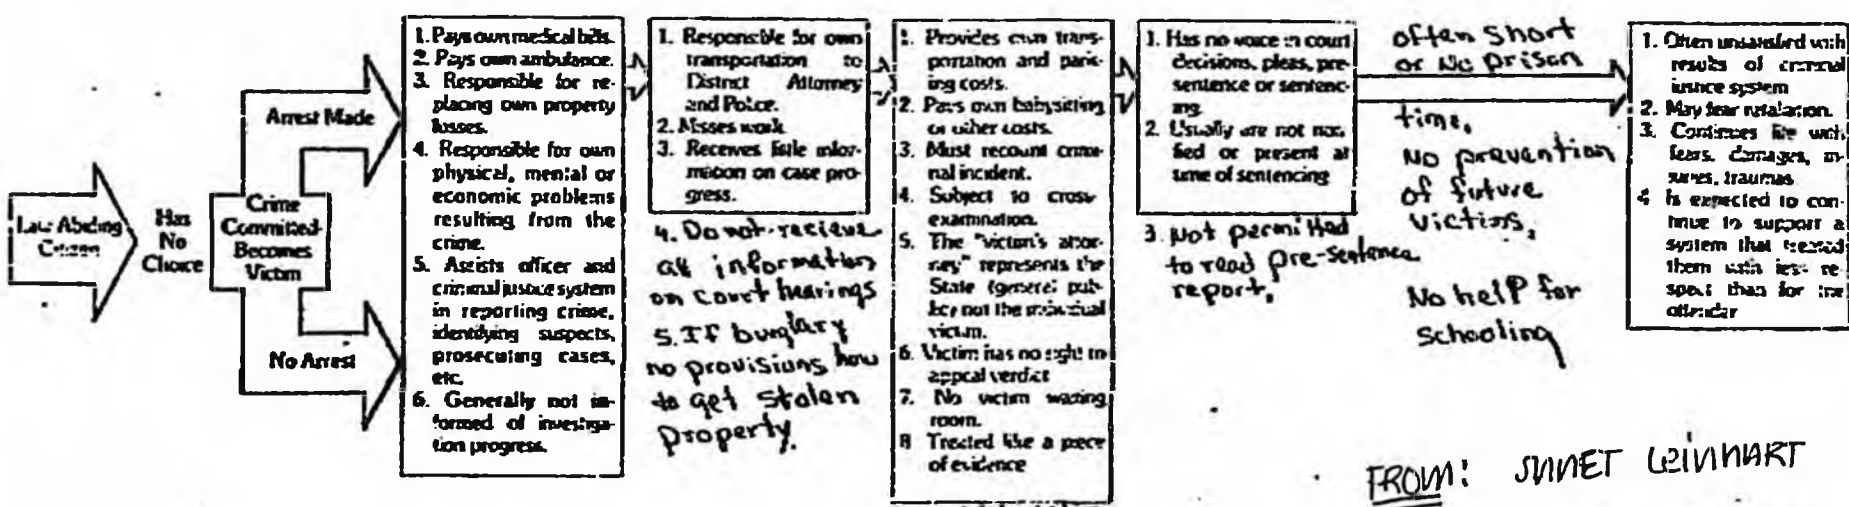 Law Abiding
Citizen
Has
No
Choice
Crime
Committed-
Becomes
Victim
Arrest Made
No Arrest
1. Pays own medical bills.
2. Pays own ambulance.
3. Responsible for re-
placing own property
losses.
4. Responsible for own
physical, mental or
economic problems
resulting from the
crime.
5. Assists officer and
criminal justice system
in reporting crime,
identifying suspects,
prosecuting cases,
etc.
6. Generally not in-
formed of investiga-
tion progress.
1. Responsible for own
transportation to
District Attorney
and Police.
2. Misses work.
3. Receives little infor-
mation on case pro-
gress.
4. Do not recieve
all information
on court hearings
5. If burglary
no provisions how
to get stolen
property.
1. Provides own trans-
portation and park-
ing costs.
2. Pays own babysitting
or other costs.
3. Must recount crimi-
nal incident.
4. Subject to cross-
examination.
5. The "victim's attor-
ney" represents the
State (general pub-
lic) not the individual
victim.
6. Victim has no right to
appeal verdict
7. No victim waiting
room.
8 Treated like a piece
of evidence
1. Has no voice in court
decisions, pleas, pre-
sentence or sentenc-
ing.
2. Usually are not noti-
fied or present at
time of sentencing
3. Not permitted
to read pre-sentence
report.
often short
or no prison
time.
No prevention
of future
victims.
No help for
schooling
1. Often unsatisfied with
results of criminal
justice system
2. May fear retaliation.
3. Continues life with
fears, damages, in-
juries, traumas
4. Is expected to con-
tinue to support a
system that treated
them with less re-
spect than for the
offender
FROM: